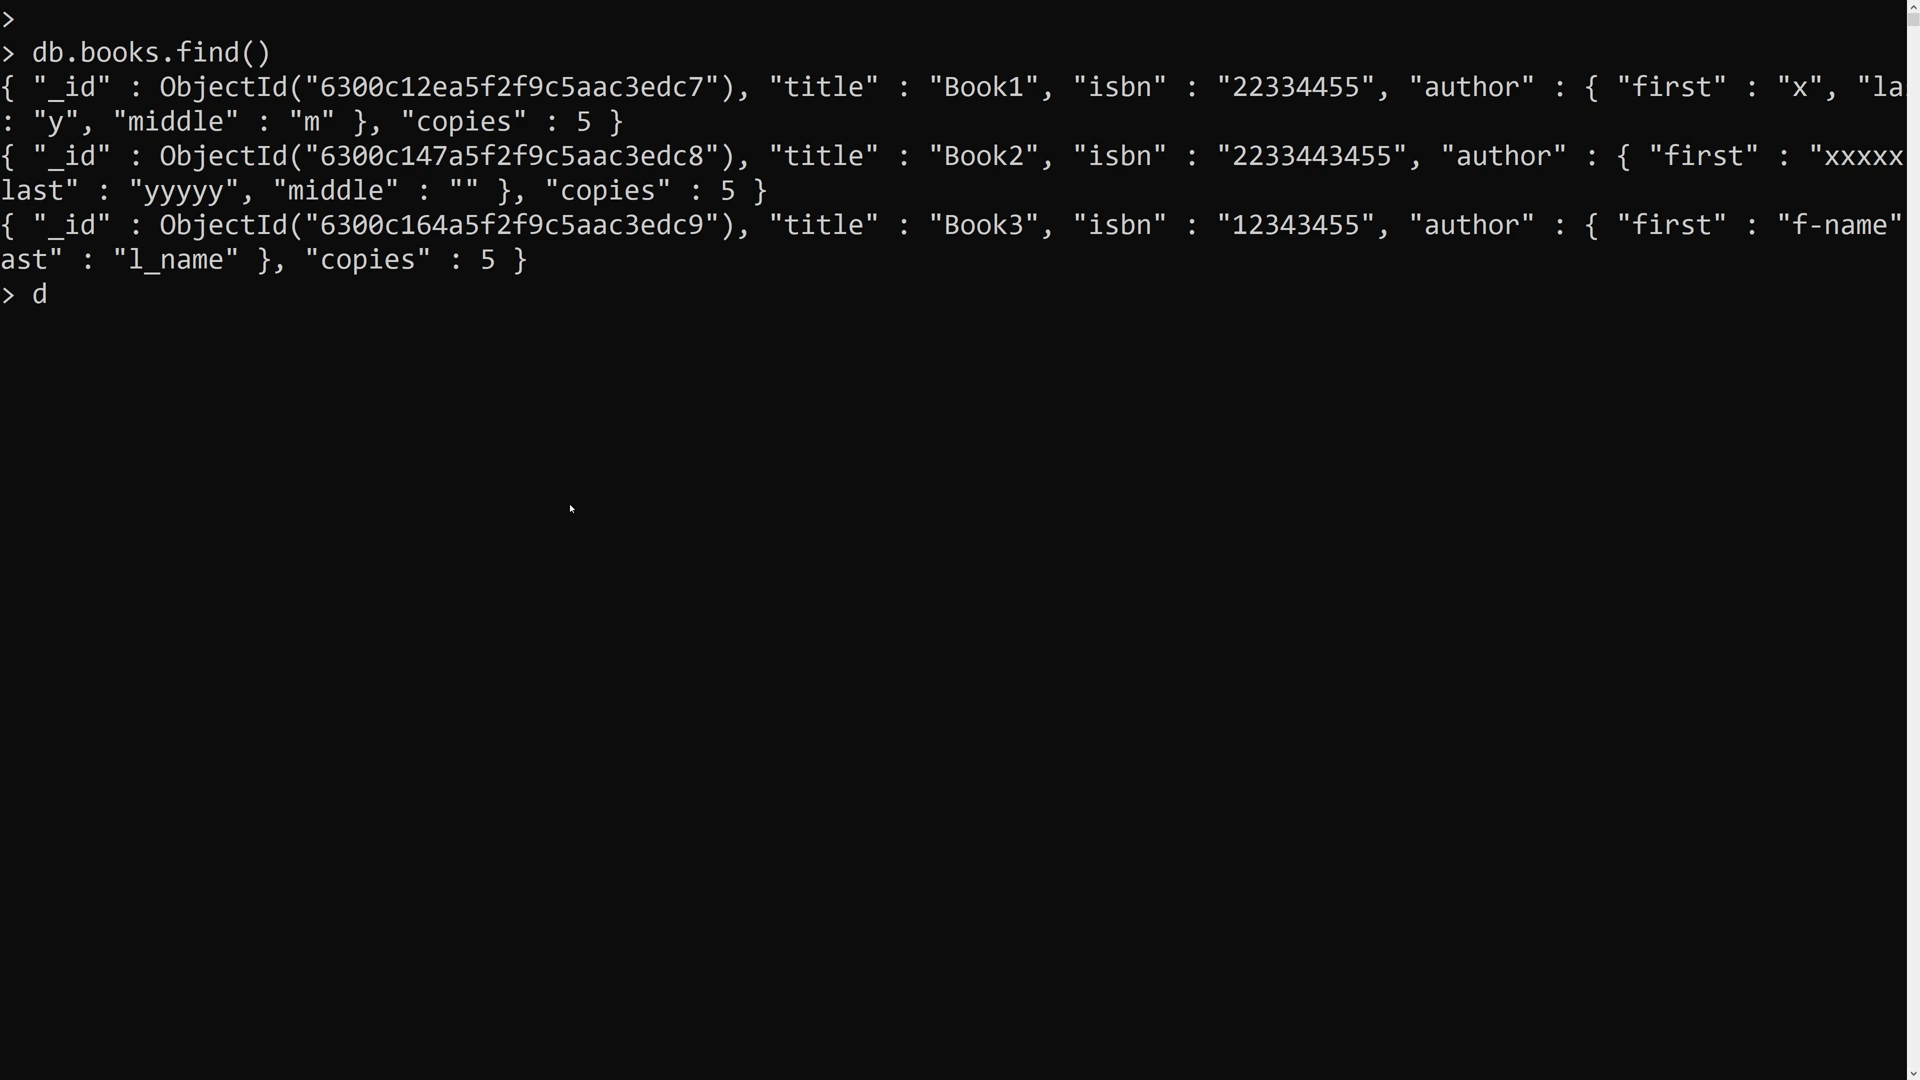 >
> db.books.find()
{ "_id" : ObjectId("6300c12ea5f2f9c5aac3edc7"), "title" : "Book1", "isbn" : "22334455", "author" : { "first" : "x", "la
: "y", "middle" : "m" }, "copies" : 5 }
{ "_id" : ObjectId("6300c147a5f2f9c5aac3edc8"), "title" : "Book2", "isbn" : "2233443455", "author" : { "first" : "xxxxx
last" : "yyyyy", "middle" : "" }, "copies" : 5 }
{ "_id" : ObjectId("6300c164a5f2f9c5aac3edc9"), "title" : "Book3", "isbn" : "12343455", "author" : { "first" : "f-name"
ast" : "l_name" }, "copies" : 5 }
> d